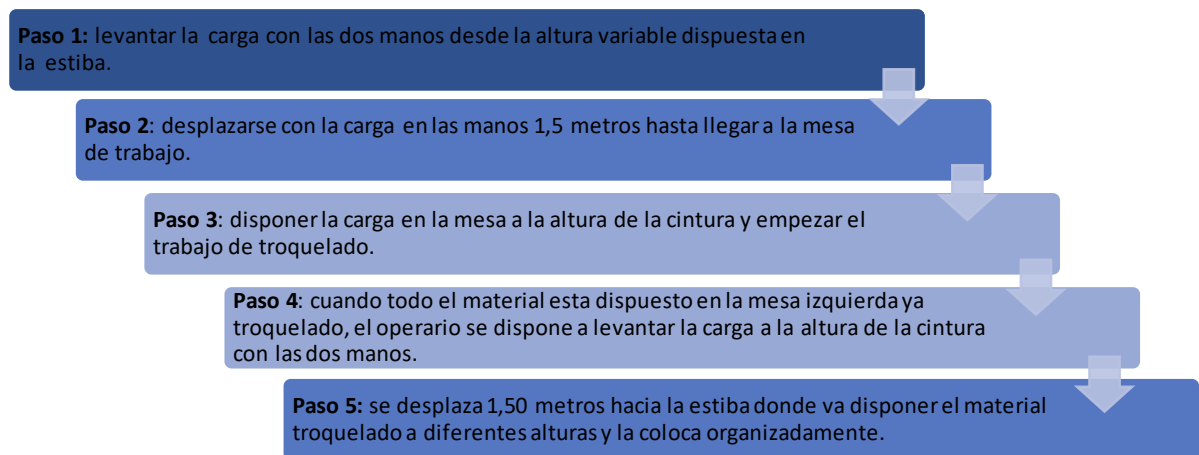 Paso 1: levantar la carga con las dos manos desde la altura variable dispuesta en
la estiba.
Paso 2: desplazarse con la carga en las manos 1,5 metros hasta llegar a la mesa
de trabajo.
Paso 3: disponer la carga en la mesa a la altura de la cintura y empezar el
trabajo de troquelado.
Paso 4: cuando todo el material esta dispuesto en la mesa izquierda ya
troquelado, el operario se dispone a levantar la carga a la altura de la cintura
con las dos manos.
Paso 5: se desplaza 1,50 metros hacia la estiba donde va disponer el material
troquelado a diferentes alturas y la coloca organizadamente.